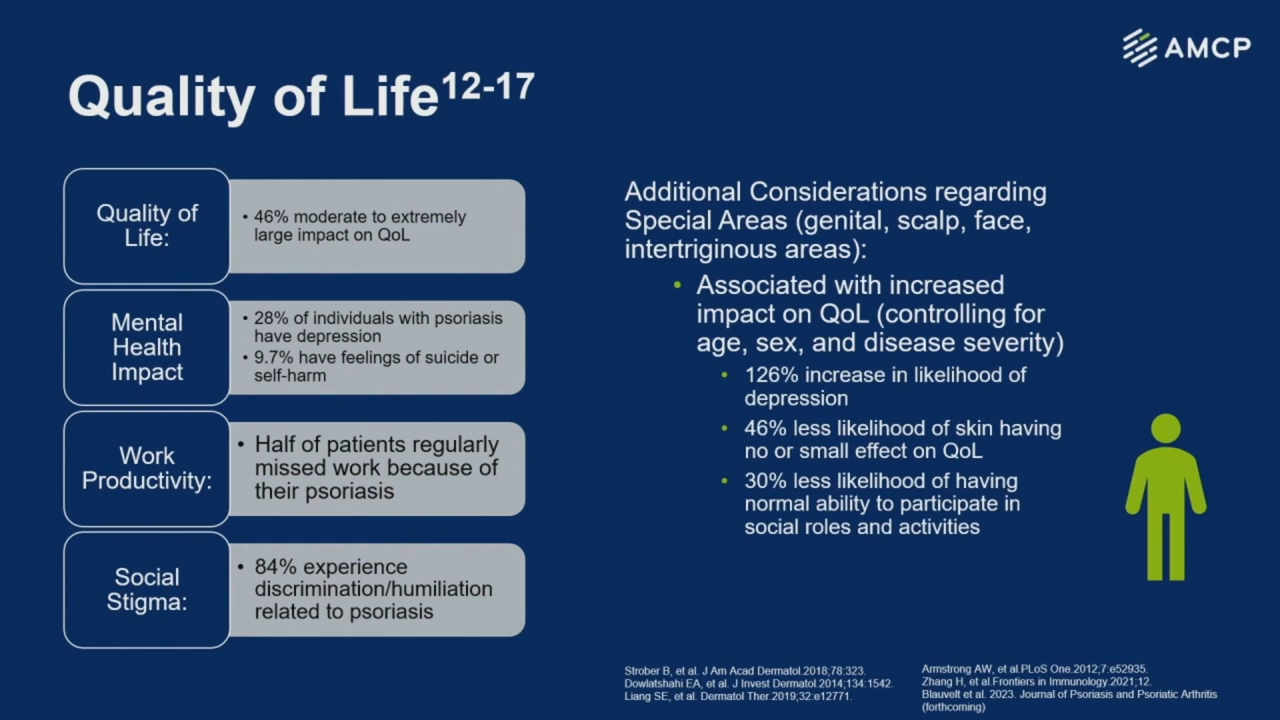 AMCP
Quality of Life12-17
Quality of
Life:
• 46% moderate to extremely
large impact on QoL
Mental
Health
Impact
• 28% of individuals with psoriasis
have depression
• 9.7% have feelings of suicide or
self-harm
Work
Productivity:
• Half of patients regularly
missed work because of
their psoriasis
Social
Stigma:
• 84% experience
discrimination/humiliation
related to psoriasis
Additional Considerations regarding
Special Areas (genital, scalp, face,
intertriginous areas):
• Associated with increased
impact on QoL (controlling for
age, sex, and disease severity)
• 126% increase in likelihood of
depression
• 46% less likelihood of skin having
no or small effect on QoL
• 30% less likelihood of having
normal ability to participate in
social roles and activities
Strober B, et al. J Am Acad Dermatol.2018;78:323.
Dowlatshahi EA, et al. J Invest Dermatol.2014;134:1542.
Liang SE, et al. Dermatol Ther.2019;32:e12771.
Armstrong AW, et al.PLoS One.2012;7:e52935.
Zhang H, et al.Frontiers in Immunology.2021;12.
Blauvelt et al. 2023. Journal of Psoriasis and Psoriatic Arthritis
(forthcoming)